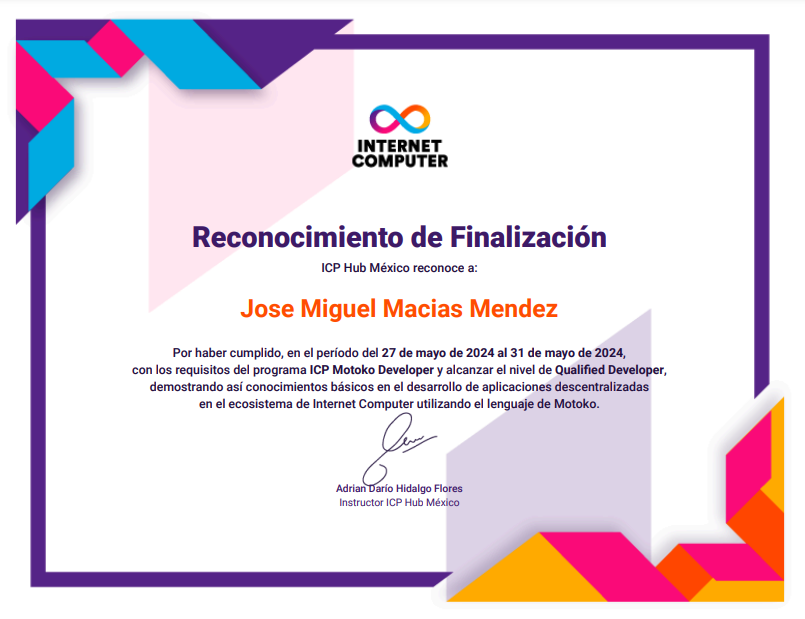 INTERNET
COMPUTER
Reconocimiento de Finalización
ICP Hub México reconoce a:
Jose Miguel Macias Mendez
Por haber cumplido, en el período del 27 de mayo de 2024 al 31 de mayo de 2024,
con los requisitos del programa ICP Motoko Developer y alcanzar el nivel de Qualified Developer,
demostrando así conocimientos básicos en el desarrollo de aplicaciones descentralizadas
en el ecosistema de Internet Computer utilizando el lenguaje de Motoko.
Adrian Darío Hidalgo Flores
Instructor ICP Hub México